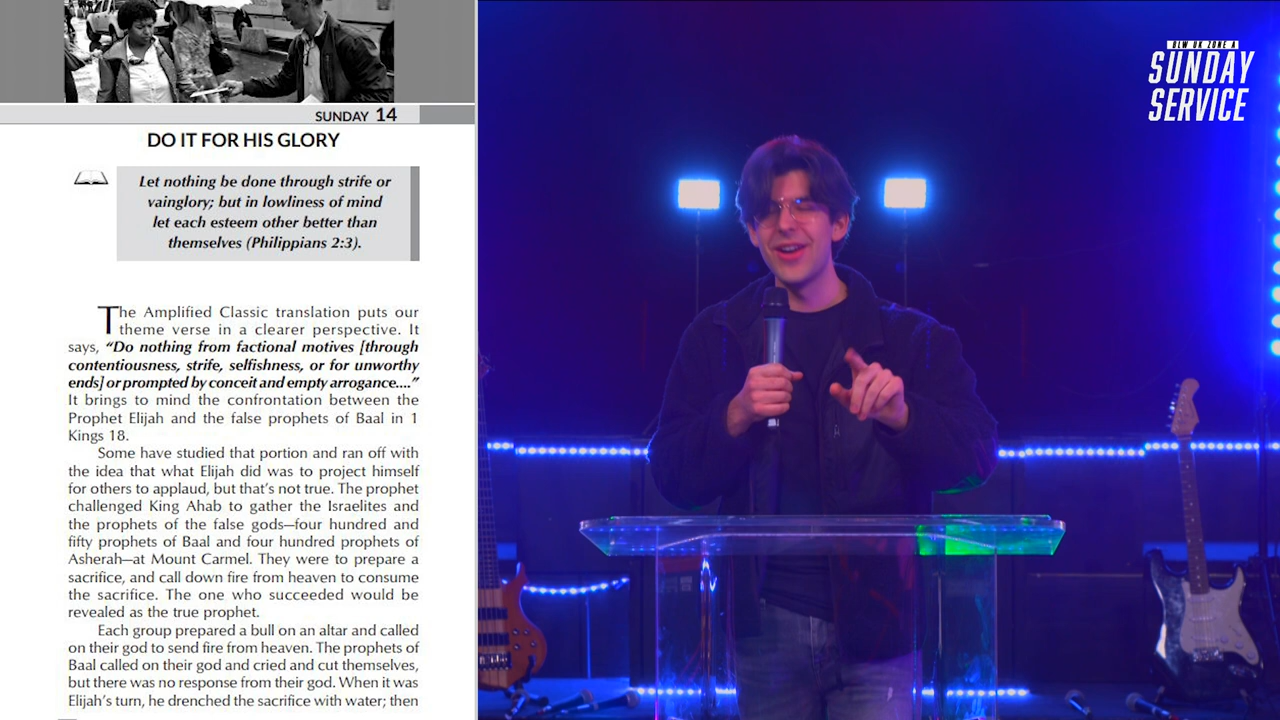 SUNDAY 14
DO IT FOR HIS GLORY
Let nothing be done through strife or
vainglory; but in lowliness of mind
let each esteem other better than
themselves (Philippians 2:3).
The Amplified Classic translation puts our
theme verse in a clearer perspective. It
says, “Do nothing from factional motives [through
contentiousness, strife, selfishness, or for unworthy
ends] or prompted by conceit and empty arrogance....”
It brings to mind the confrontation between the
Prophet Elijah and the false prophets of Baal in 1
Kings 18.
Some have studied that portion and ran off with
the idea that what Elijah did was to project himself
for others to applaud, but that’s not true. The prophet
challenged King Ahab to gather the Israelites and
the prophets of the false gods—four hundred and
fifty prophets of Baal and four hundred prophets of
Asherah—at Mount Carmel. They were to prepare a
sacrifice, and call down fire from heaven to consume
the sacrifice. The one who succeeded would be
revealed as the true prophet.
Each group prepared a bull on an altar and called
on their god to send fire from heaven. The prophets of
Baal called on their god and cried and cut themselves,
but there was no response from their god. When it was
Elijah’s turn, he drenched the sacrifice with water; then
BLW UK ZONE A
SUNDAY
SERVICE